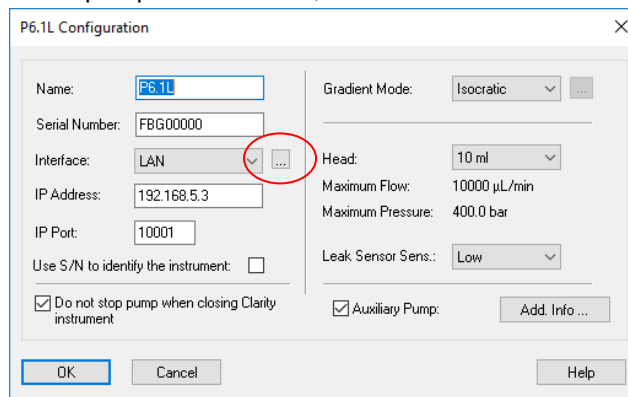 P6.1L Configuration
Name: P6.1L
Serial Number: FBG00000
Interface: LAN ...
IP Address: 192.168.5.3
IP Port: 10001
Use S/N to identify the instrument:
Do not stop pump when closing Clarity
instrument
Gradient Mode: Isocratic ...
Head: 10 ml
Maximum Flow: 10000 µL/min
Maximum Pressure: 400.0 bar
Leak Sensor Sens.: Low
Auxiliary Pump: Add. Info ...
OK Cancel Help